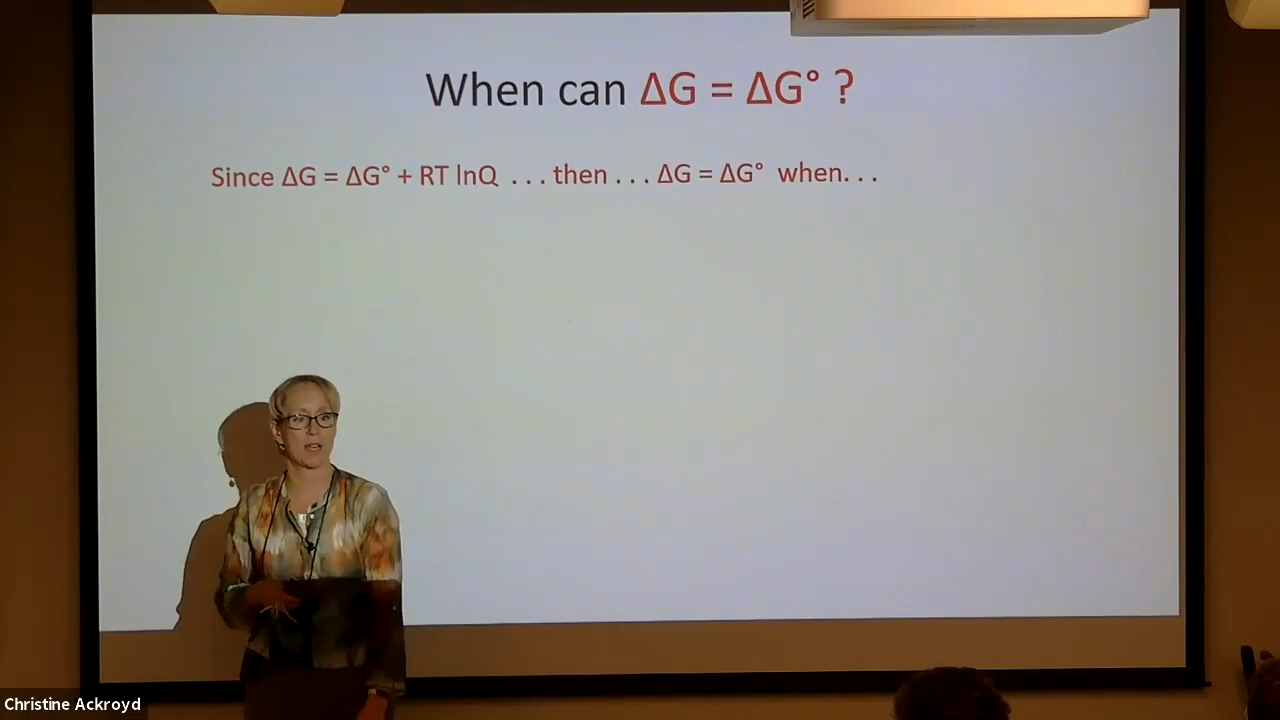 When can ΔG = ΔG° ?
Since ΔG = ΔG° + RT lnQ . . . then . . . ΔG = ΔG° when. . .
Christine Ackroyd